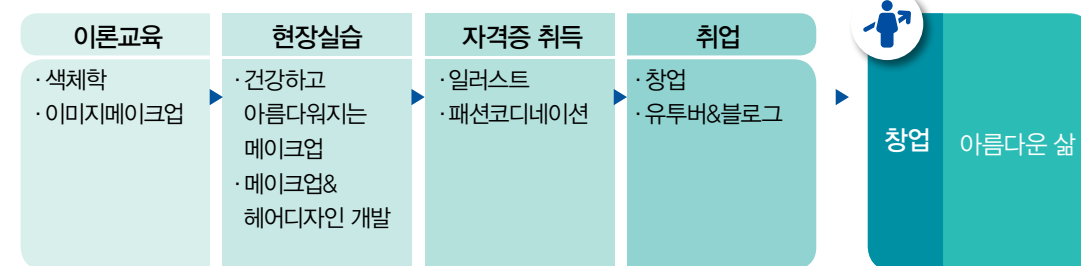 이론교육
· 색체학
· 이미지메이크업
현장실습
· 건강하고
아름다워지는
메이크업
· 메이크업&
헤어디자인 개발
자격증 취득
· 일러스트
· 패션코디네이션
취업
· 창업
· 유투버&블로그
창업
아름다운 삶